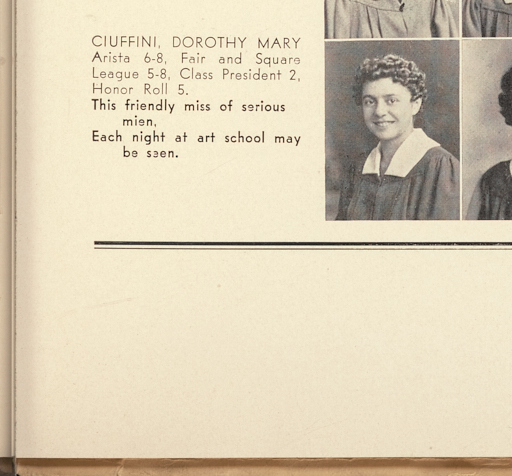 CIUFFINI, DOROTHY MARY
Arista 6-8, Fair and Square
League 5-8, Class President 2,
Honor Roll 5.
This friendly miss of serious
mien,
Each night at art school may
be seen.